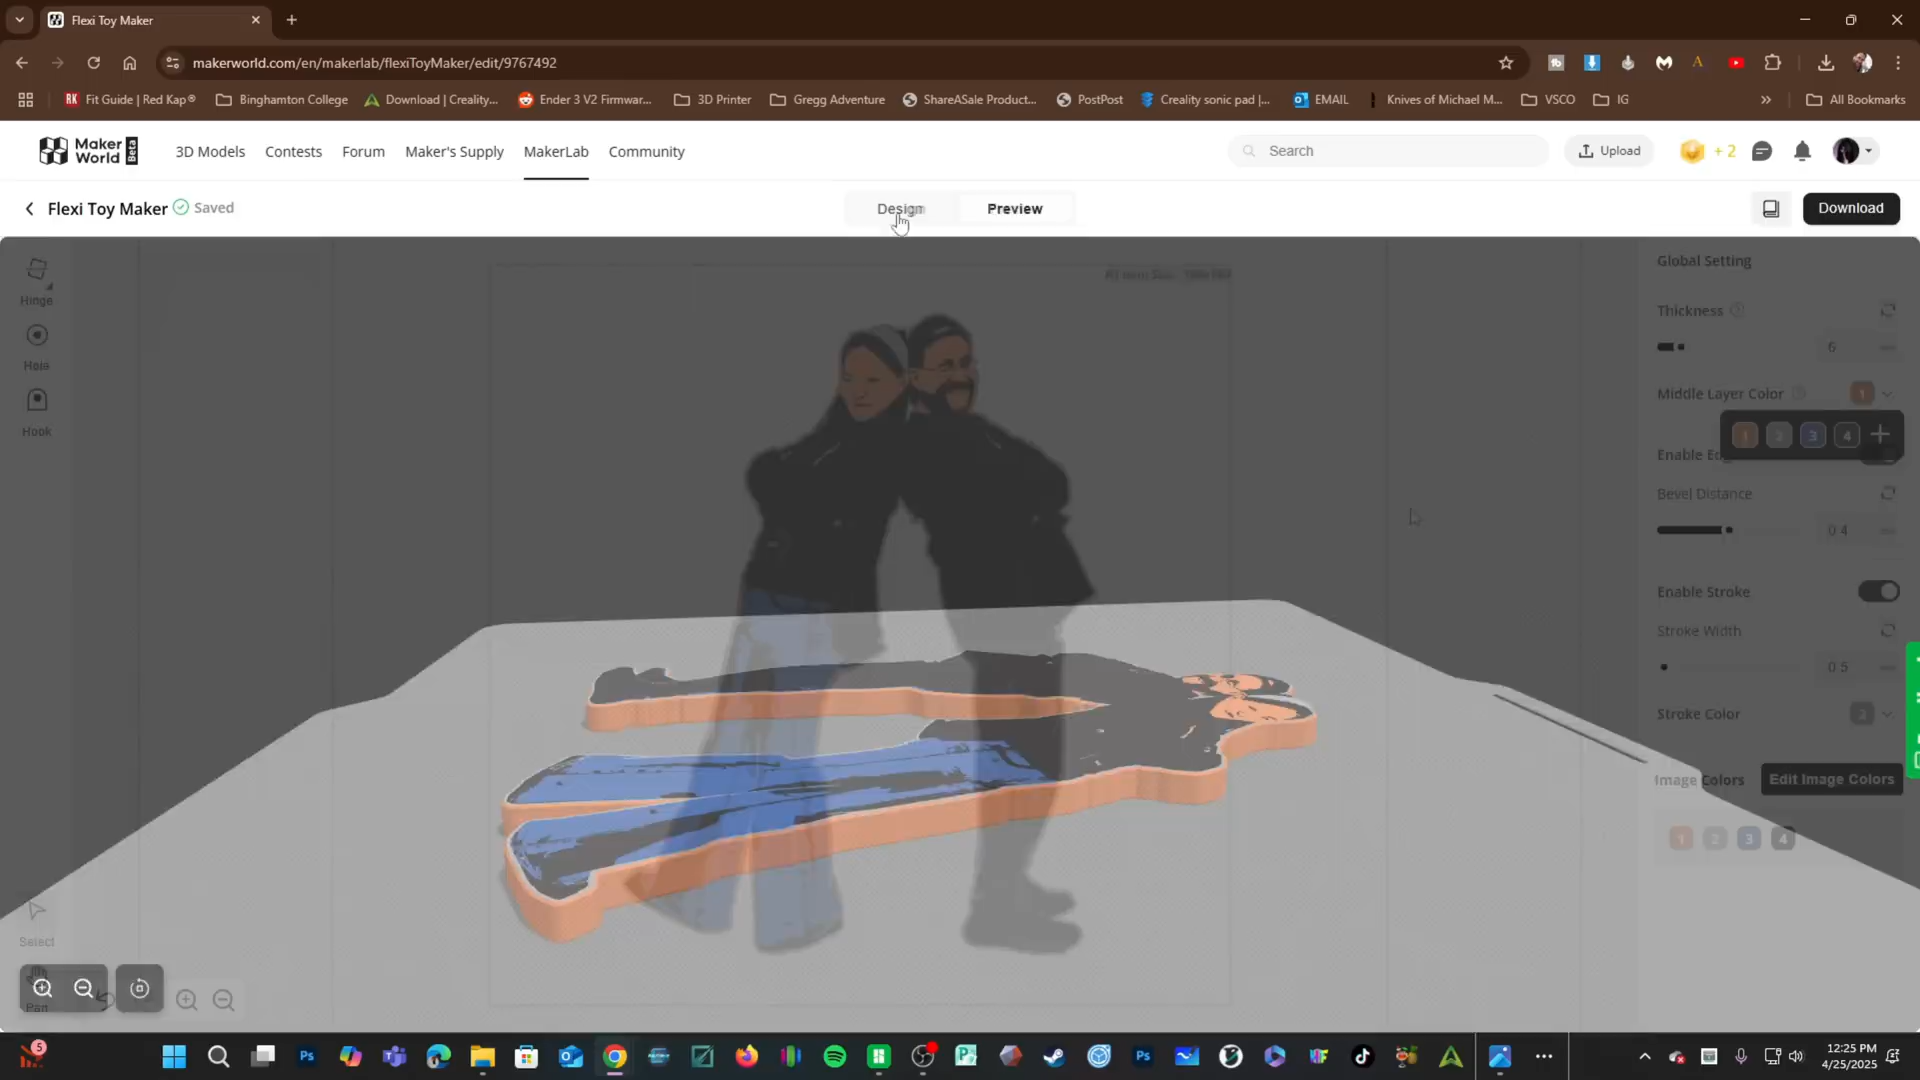 Flexi Toy Maker
makerworld.com/en/makerlab/flexiToyMaker/edit/9767492
RK Fit Guide | Red Kap®
Binghamton College
Download | Creality...
Ender 3 V2 Firmwar...
3D Printer
Gregg Adventure
ShareASale Product...
PostPost
Creality sonic pad |...
EMAIL
Knives of Michael M...
VSCO
IG
»
All Bookmarks
Maker World Beta
3D Models
Contests
Forum
Maker's Supply
MakerLab
Community
Search
Upload
+ 2
Flexi Toy Maker
Saved
Design
Preview
Download
Hinge
Hole
Hook
Select
Pan
Global Setting
Thickness
6
Middle Layer Color
1
1 2 3 4 +
Enable Ed
Bevel Distance
0.4
Enable Stroke
Stroke Width
0.5
Stroke Color
2
Image Colors
Edit Image Colors
1 2 3 4
5
12:25 PM
4/25/2025